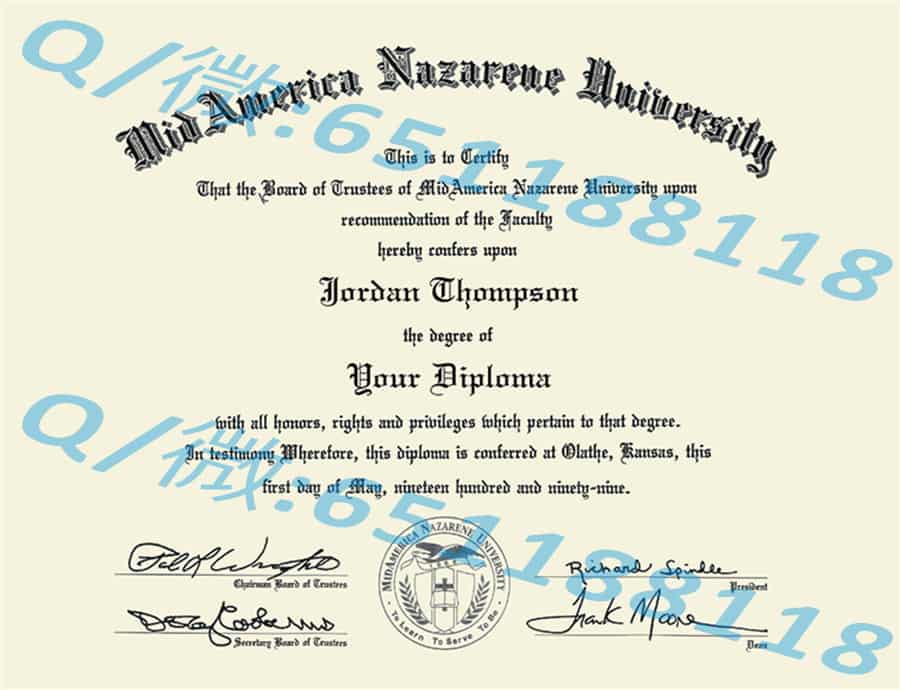 MidAmerica Nazarene University
This is to Certify
That the Board of Trustees of MidAmerica Nazarene University upon
recommendation of the Faculty
hereby confers upon
Jordan Thompson
the degree of
Your Diploma
with all honors, rights and privileges which pertain to that degree.
In testimony Wherefore, this diploma is conferred at Olathe, Kansas, this
first day of May, nineteen hundred and ninety-nine.
Chairman Board of Trustees
Secretary Board of Trustees
MIDAMERICA NAZARENE UNIVERSITY
To Learn To Serve To Be
Richard Spindle
President
Frank Moore
Dean
Q/微:651188118
Q/微:651188118